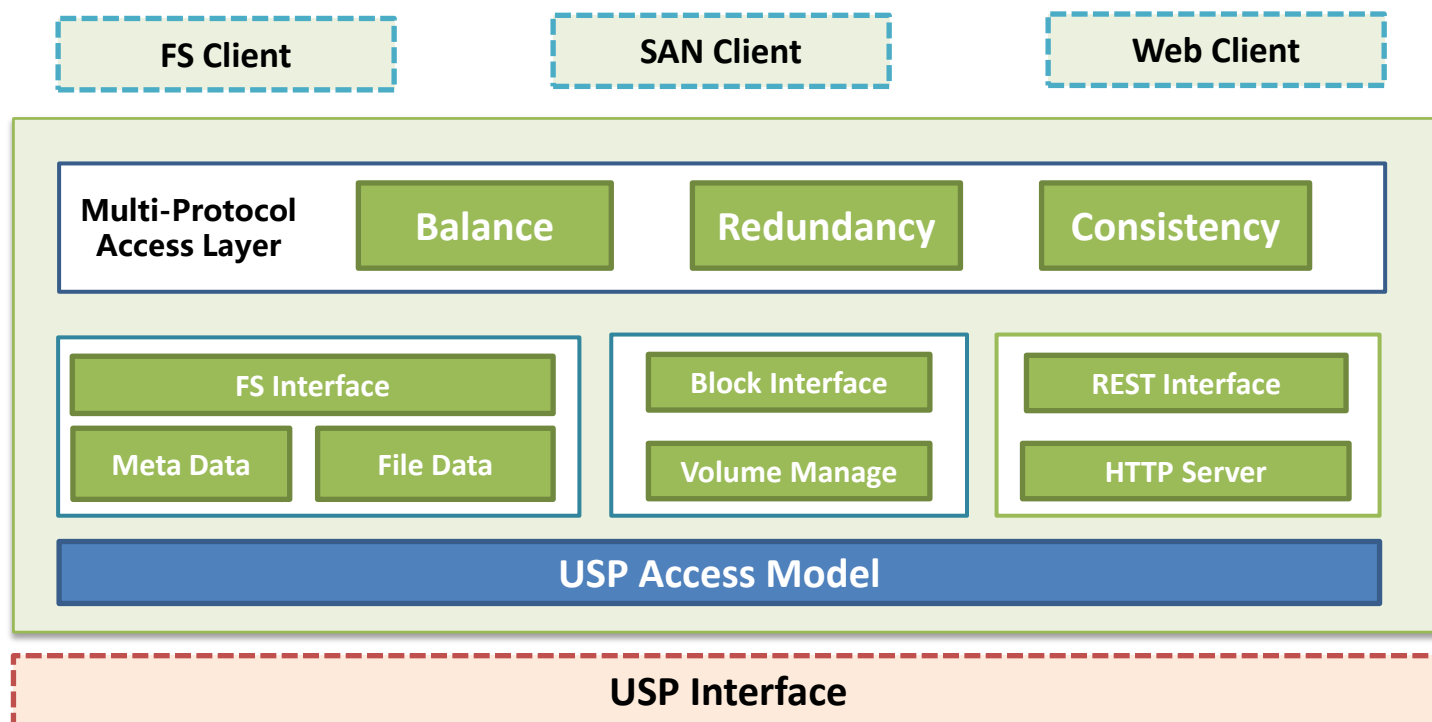 FS Client
SAN Client
Web Client
Multi-Protocol
Access Layer
Balance
Redundancy
Consistency
FS Interface
Meta Data
File Data
Block Interface
Volume Manage
REST Interface
HTTP Server
USP Access Model
USP Interface